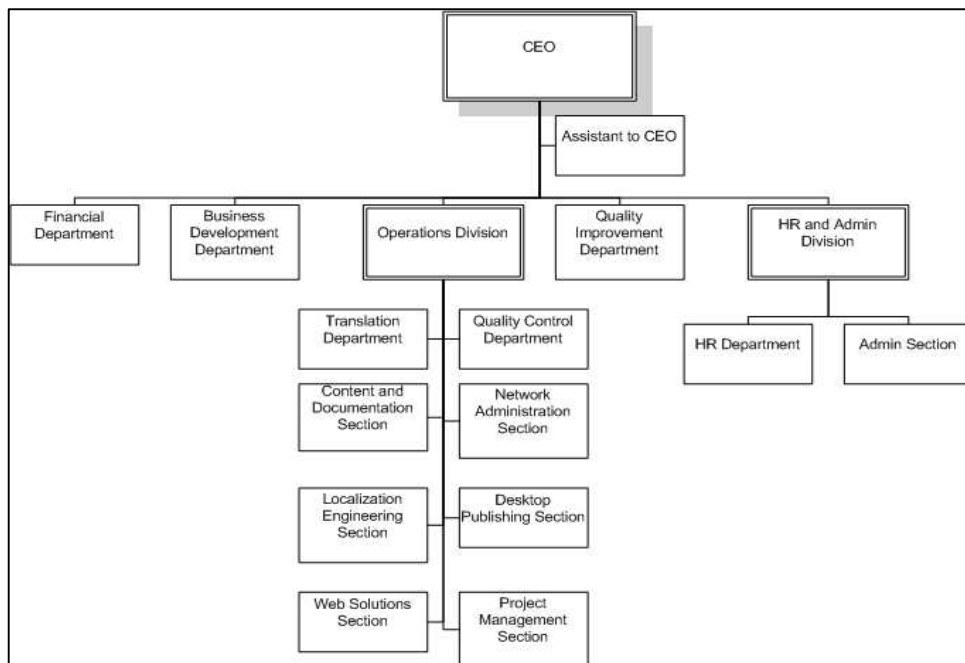 CEO
Assistant to CEO
Financial
Department
Business
Development
Department
Operations Division
Quality
Improvement
Department
HR and Admin
Division
Translation
Department
Quality Control
Department
HR Department
Admin Section
Content and
Documentation
Section
Network
Administration
Section
Localization
Engineering
Section
Desktop
Publishing Section
Web Solutions
Section
Project
Management
Section